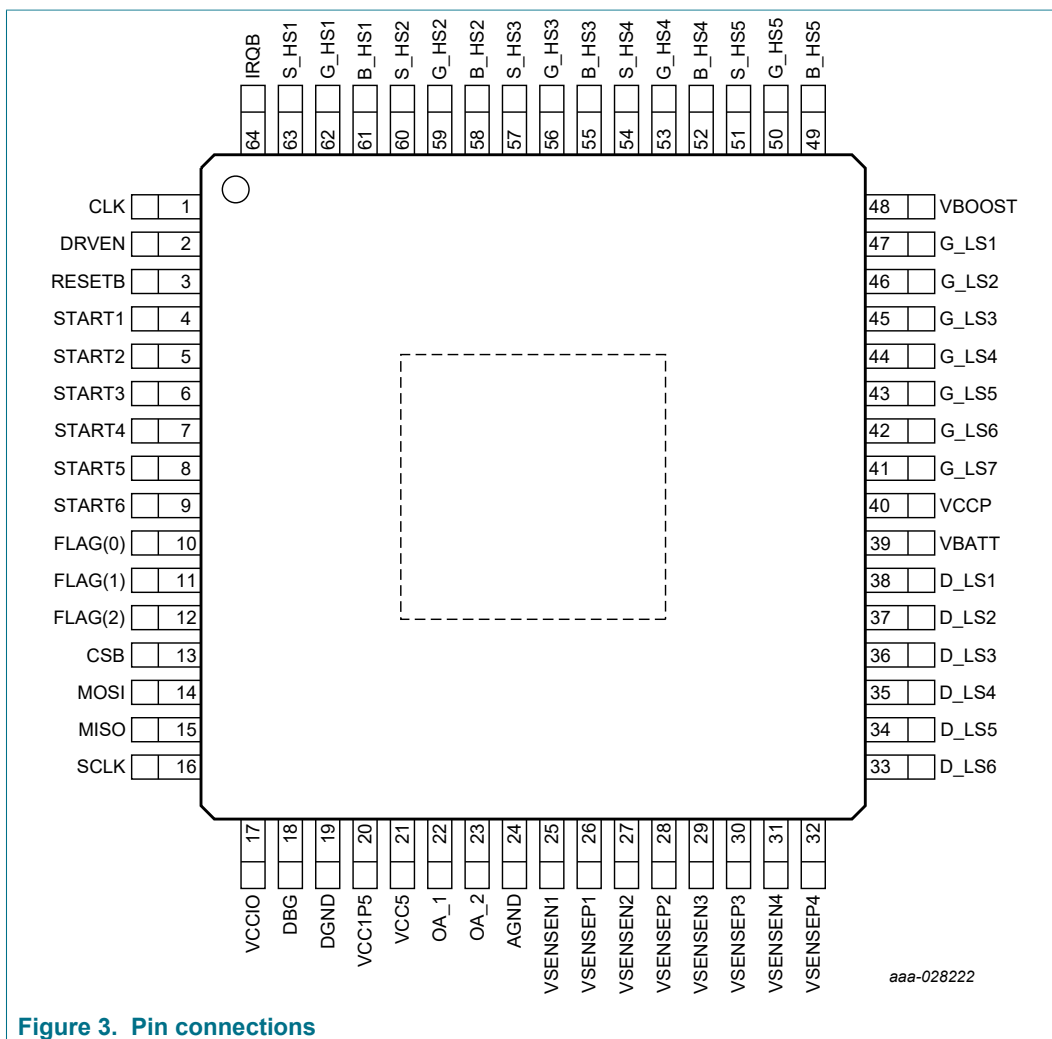 IRQB
S_HS1
G_HS1
B_HS1
S_HS2
G_HS2
B_HS2
S_HS3
G_HS3
B_HS3
S_HS4
G_HS4
B_HS4
S_HS5
G_HS5
B_HS5
64
63
62
61
60
59
58
57
56
55
54
53
52
51
50
49
CLK 1
DRVEN 2
RESETB 3
START1 4
START2 5
START3 6
START4 7
START5 8
START6 9
FLAG(0) 10
FLAG(1) 11
FLAG(2) 12
CSB 13
MOSI 14
MISO 15
SCLK 16
48 VBOOST
47 G_LS1
46 G_LS2
45 G_LS3
44 G_LS4
43 G_LS5
42 G_LS6
41 G_LS7
40 VCCP
39 VBATT
38 D_LS1
37 D_LS2
36 D_LS3
35 D_LS4
34 D_LS5
33 D_LS6
17
18
19
20
21
22
23
24
25
26
27
28
29
30
31
32
VCCIO
DBG
DGND
VCC1P5
VCC5
OA_1
OA_2
AGND
VSENSEN1
VSENSEP1
VSENSEN2
VSENSEP2
VSENSEN3
VSENSEP3
VSENSEN4
VSENSEP4
aaa-028222
Figure 3. Pin connections